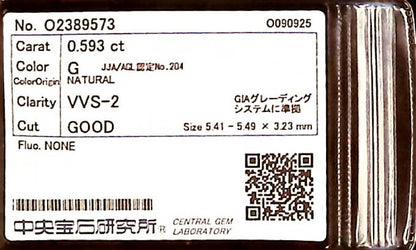 No. O2389573 O090925
Carat 0.593 ct
Color G JJA/AGL認定No.204
ColorOrigin NATURAL
Clarity VVS-2 GIAグレーディング
システムに準拠
Cut GOOD Size 5.41 - 5.49 × 3.23 mm
Fluo. NONE
中央宝石研究所® CENTRAL GEM
LABORATORY